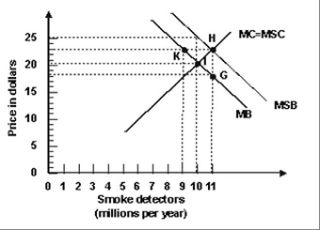 Price in dollars
25
20
15
10
5
0
H
K
I
G
MC=MSC
MSB
MB
0 1 2 3 4 5 6 7 8 9 10 11
Smoke detectors
(millions per year)